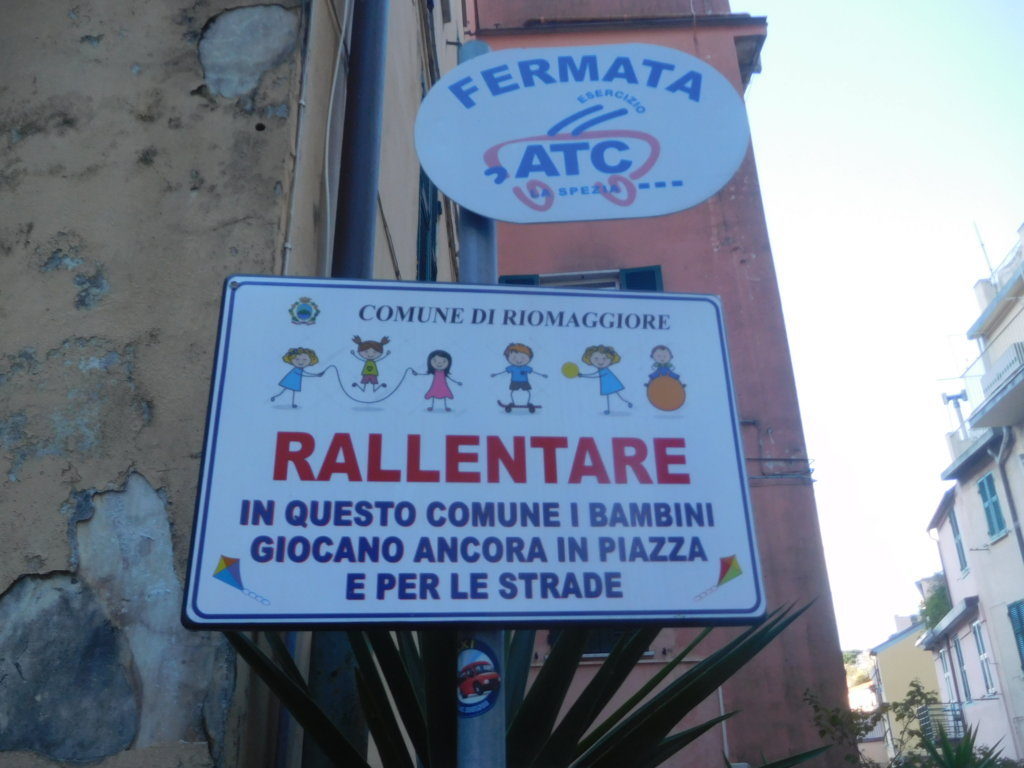 FERMATA
ESERCIZIO
ATC
LA SPEZIA
COMUNE DI RIOMAGGIORE
RALLENTARE
IN QUESTO COMUNE I BAMBINI
GIOCANO ANCORA IN PIAZZA
E PER LE STRADE